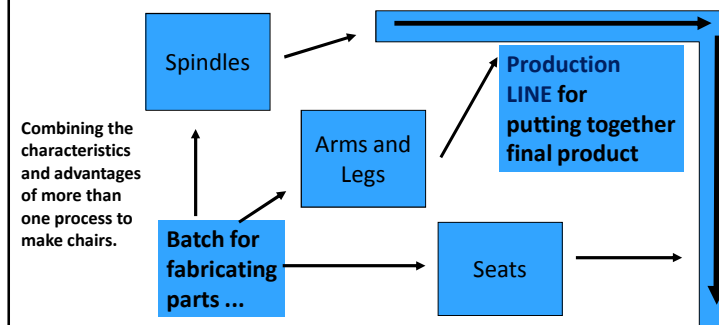 Spindles
Production
LINE for
putting together
final product
Combining the
characteristics
and advantages
of more than
one process to
make chairs.
Arms and
Legs
Batch for
fabricating
parts ...
Seats